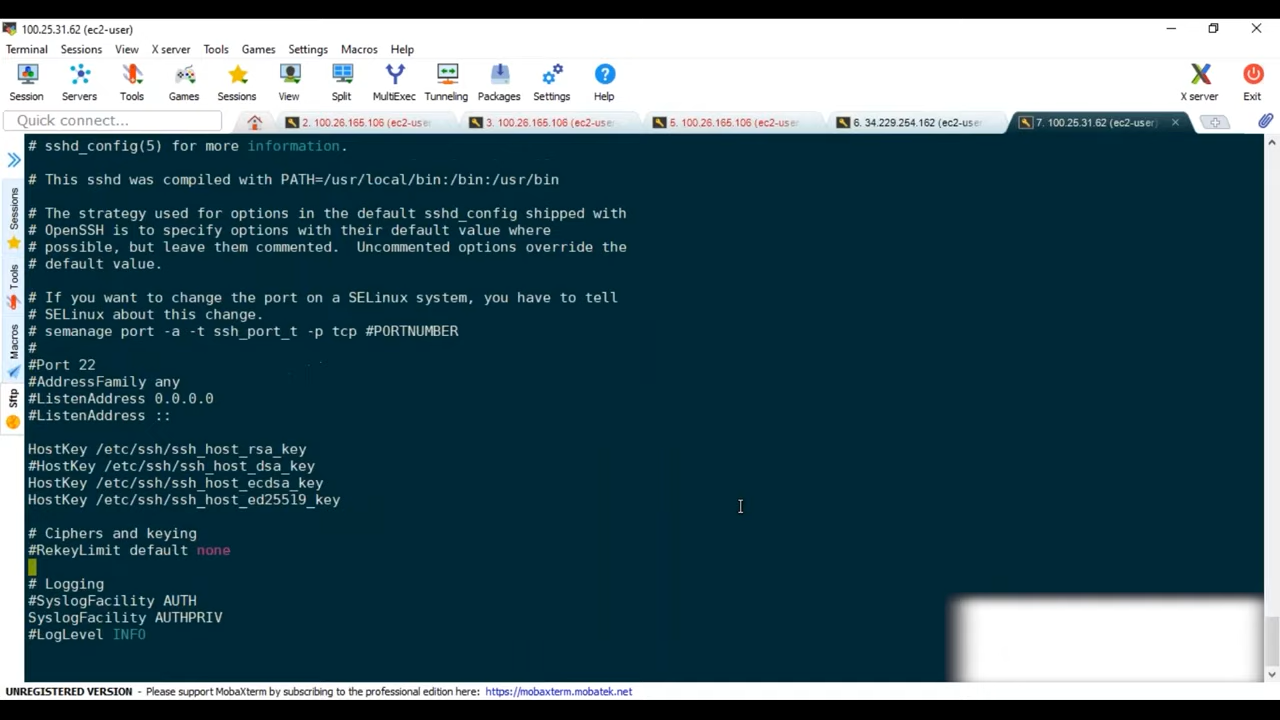 100.25.31.62 (ec2-user)
Terminal Sessions View X server Tools Games Settings Macros Help
Session Servers Tools Games Sessions View Split MultiExec Tunneling Packages Settings Help X server Exit
Quick connect...
2. 100.26.165.106 (ec2-user
3. 100.26.165.106 (ec2-user
5. 100.26.165.106 (ec2-user
6. 34.229.254.162 (ec2-user
7. 100.25.31.62 (ec2-user)
Sessions
Tools
Macros
Sftp
# sshd_config(5) for more information.
# This sshd was compiled with PATH=/usr/local/bin:/bin:/usr/bin
# The strategy used for options in the default sshd_config shipped with
# OpenSSH is to specify options with their default value where
# possible, but leave them commented.  Uncommented options override the
# default value.
# If you want to change the port on a SELinux system, you have to tell
# SELinux about this change.
# semanage port -a -t ssh_port_t -p tcp #PORTNUMBER
#
#Port 22
#AddressFamily any
#ListenAddress 0.0.0.0
#ListenAddress ::
HostKey /etc/ssh/ssh_host_rsa_key
#HostKey /etc/ssh/ssh_host_dsa_key
HostKey /etc/ssh/ssh_host_ecdsa_key
HostKey /etc/ssh/ssh_host_ed25519_key
# Ciphers and keying
#RekeyLimit default none
# Logging
#SyslogFacility AUTH
SyslogFacility AUTHPRIV
#LogLevel INFO
UNREGISTERED VERSION - Please support MobaXterm by subscribing to the professional edition here: https://mobaxterm.mobatek.net